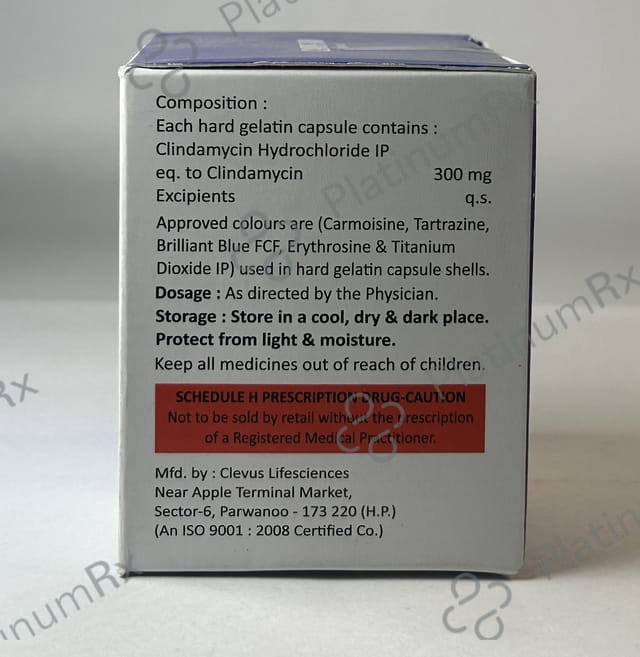 Composition :
Each hard gelatin capsule contains :
Clindamycin Hydrochloride IP
eq. to Clindamycin 300 mg
Excipients q.s.
Approved colours are (Carmoisine, Tartrazine,
Brilliant Blue FCF, Erythrosine & Titanium
Dioxide IP) used in hard gelatin capsule shells.
Dosage : As directed by the Physician.
Storage : Store in a cool, dry & dark place.
Protect from light & moisture.
Keep all medicines out of reach of children.
SCHEDULE H PRESCRIPTION DRUG-CAUTION
Not to be sold by retail without the prescription
of a Registered Medical Practitioner.
Mfd. by : Clevus Lifesciences
Near Apple Terminal Market,
Sector-6, Parwanoo - 173 220 (H.P.)
(An ISO 9001 : 2008 Certified Co.)
PlatinumRx
PlatinumRx
PlatinumRx